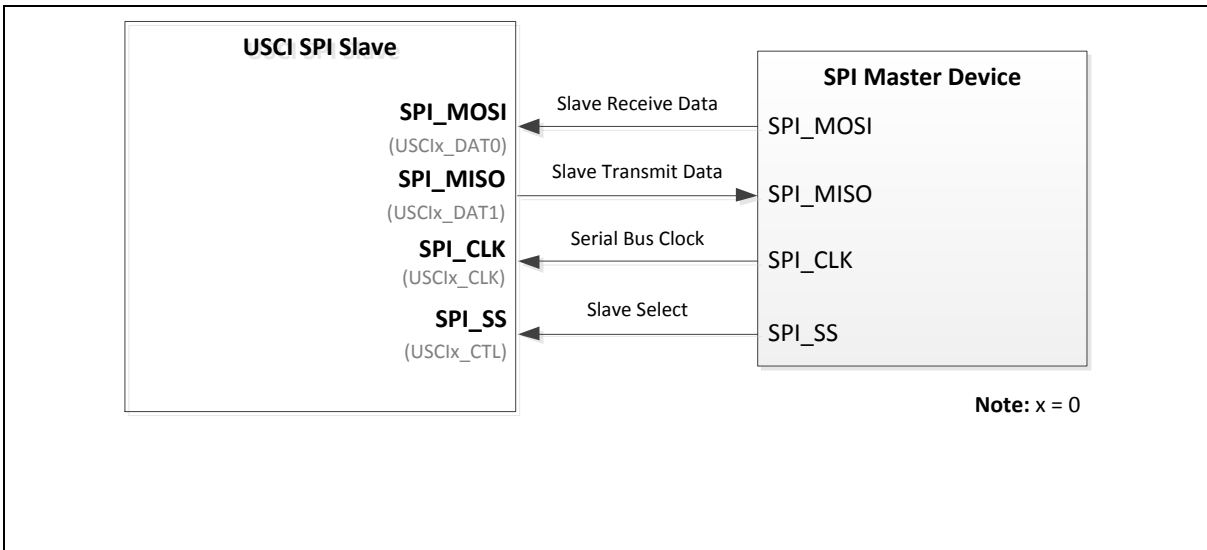 USCI SPI Slave
SPI_MOSI
(USCIx_DAT0)
SPI_MISO
(USCIx_DAT1)
SPI_CLK
(USCIx_CLK)
SPI_SS
(USCIx_CTL)
Slave Receive Data
Slave Transmit Data
Serial Bus Clock
Slave Select
SPI Master Device
SPI_MOSI
SPI_MISO
SPI_CLK
SPI_SS
Note: x = 0